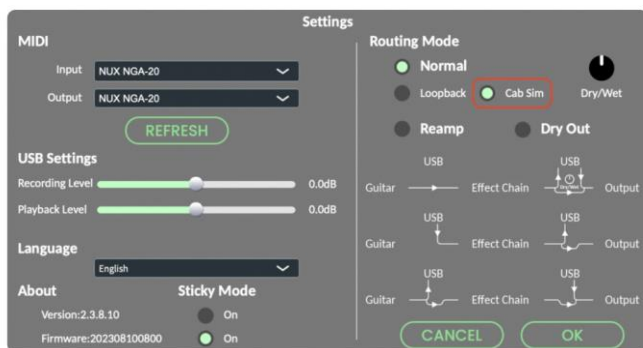 Settings
MIDI
Input NUX NGA-20
Output NUX NGA-20
REFRESH
USB Settings
Recording Level 0.0dB
Playback Level 0.0dB
Language
English
About
Sticky Mode
Version:2.3.8.10
On
Firmware:202308100800
On
Routing Mode
Normal
Loopback
Cab Sim
Dry/Wet
Reamp
Dry Out
USB USB
Dry/Wet
Guitar Effect Chain Output
USB USB
Guitar Effect Chain Output
USB USB
Guitar Effect Chain Output
CANCEL OK